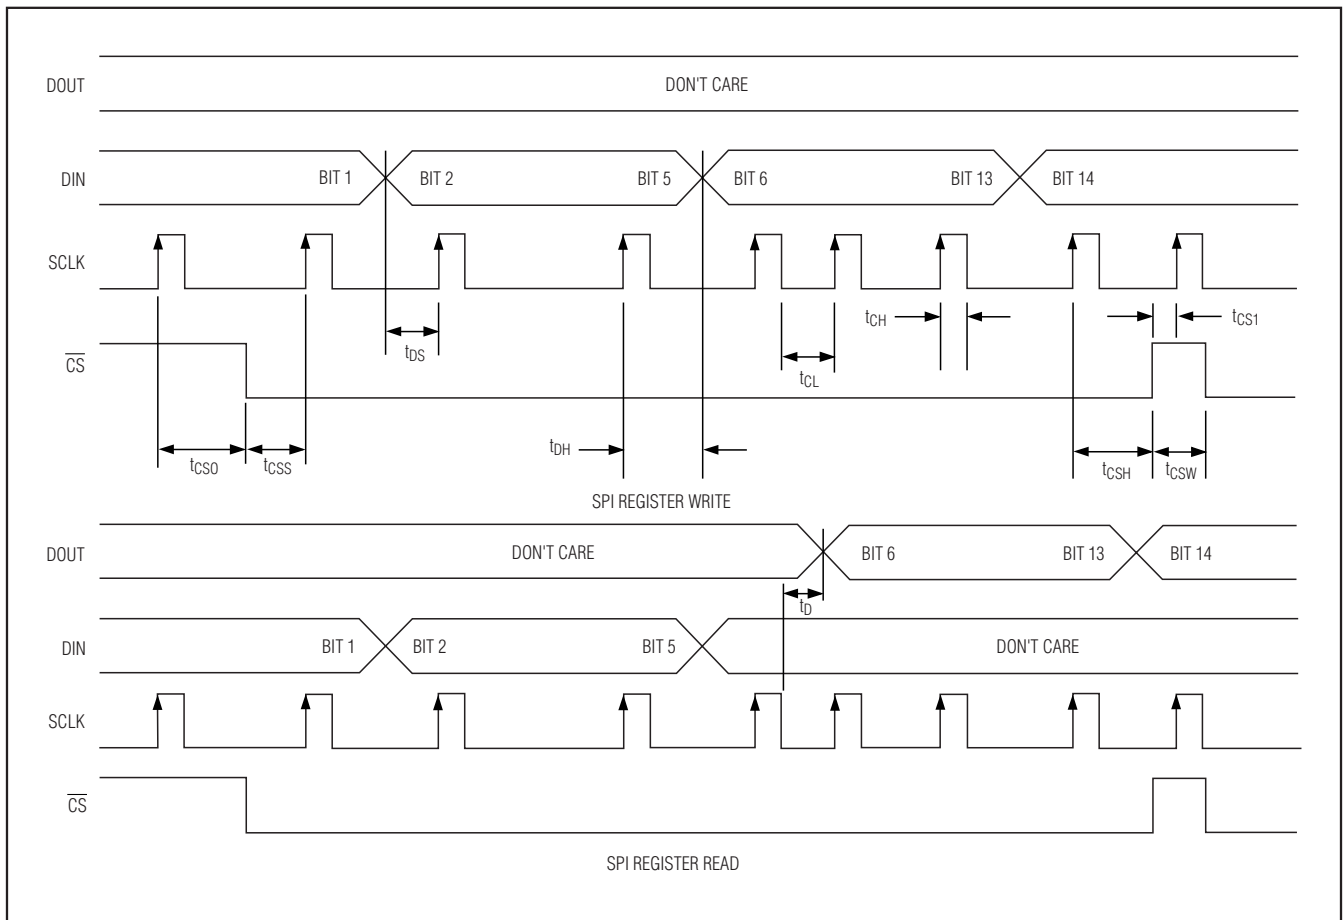 DOUT DON'T CARE
DIN BIT 1 BIT 2 BIT 5 BIT 6 BIT 13 BIT 14
SCLK
tCH tCS1
tDS
CS
tCL
tDH
tCSO tCSS tCSH tCSW
SPI REGISTER WRITE
DOUT DON'T CARE BIT 6 BIT 13 BIT 14
tD
DIN BIT 1 BIT 2 BIT 5 DON'T CARE
SCLK
CS
SPI REGISTER READ